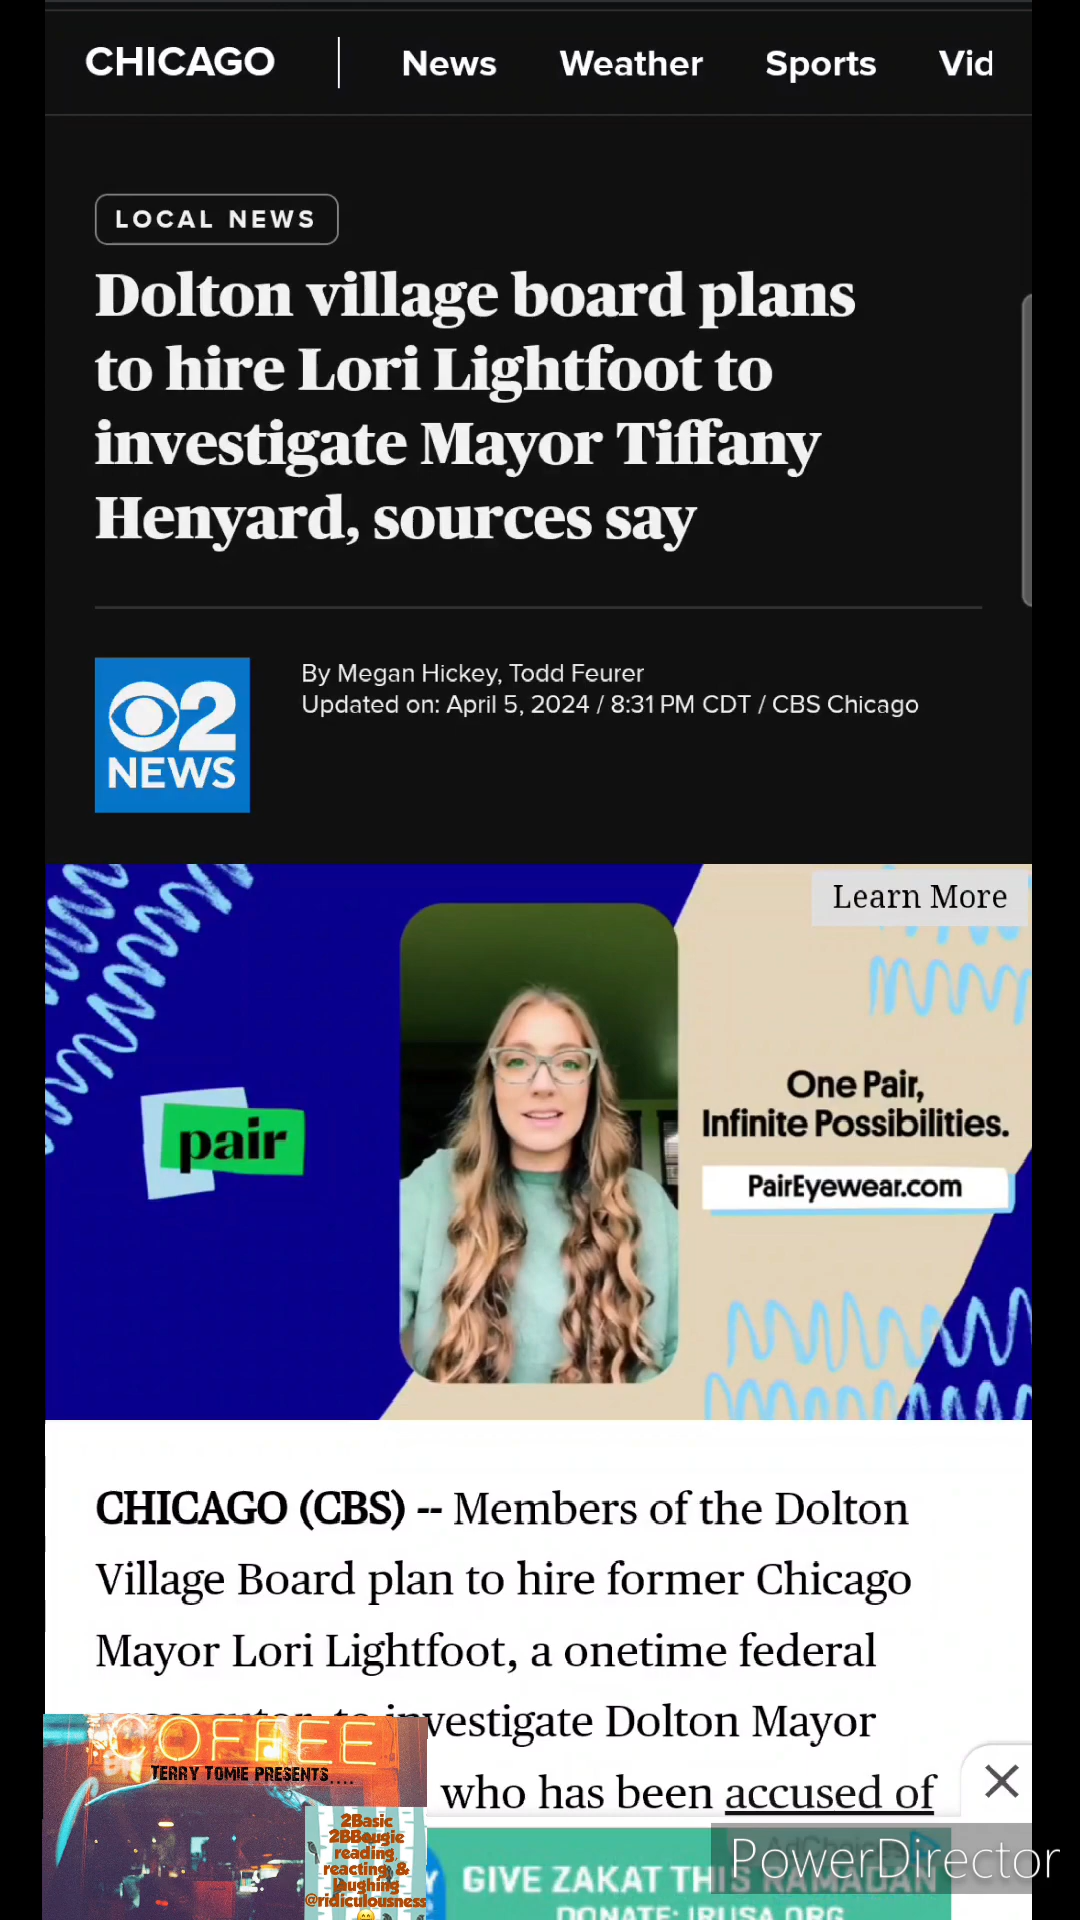 CHICAGO
News
Weather
Sports
Vid
LOCAL NEWS
Dolton village board plans
to hire Lori Lightfoot to
investigate Mayor Tiffany
Henyard, sources say
2
NEWS
By Megan Hickey, Todd Feurer
Updated on: April 5, 2024 / 8:31 PM CDT / CBS Chicago
Learn More
pair
One Pair,
Infinite Possibilities.
PairEyewear.com
CHICAGO (CBS) -- Members of the Dolton
Village Board plan to hire former Chicago
Mayor Lori Lightfoot, a onetime federal
to investigate Dolton Mayor
who has been accused of
COFFEE
TERRY TOMIE PRESENTS....
2Basic
2BBougie
reading,
reacting, &
laughing
@ridiculousness
PowerDirector
GIVE ZAKAT THIS RAMADAN
DONATE: IRUSA.ORG